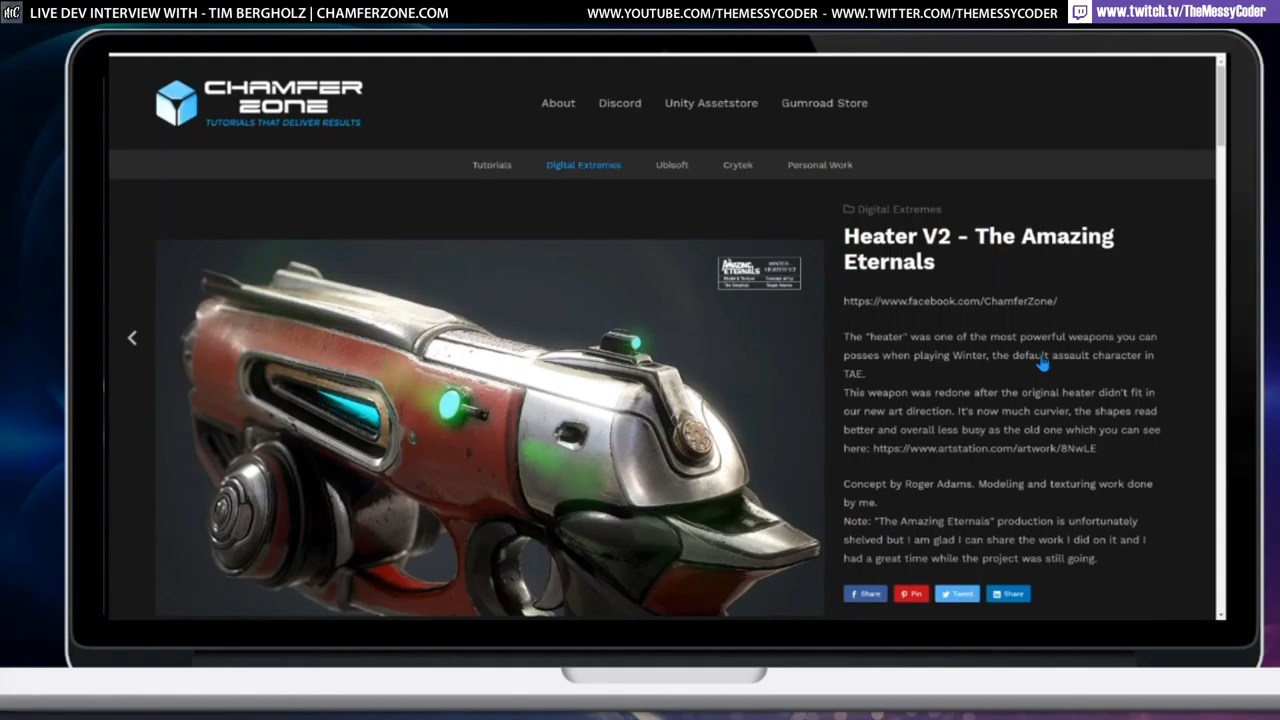 LIVE DEV INTERVIEW WITH - TIM BERGHOLZ | CHAMFERZONE.COM
WWW.YOUTUBE.COM/THEMESSYCODER - WWW.TWITTER.COM/THEMESSYCODER
www.twitch.tv/TheMessyCoder
CHAMFER
ZONE
TUTORIALS THAT DELIVER RESULTS
About Discord Unity Assetstore Gumroad Store
Tutorials Digital Extremes Ubisoft Crytek Personal Work
Digital Extremes
Heater V2 - The Amazing
Eternals
https://www.facebook.com/ChamferZone/
The "heater" was one of the most powerful weapons you can
posses when playing Winter, the default assault character in
TAE.
This weapon was redone after the original heater didn't fit in
our new art direction. It's now much curvier, the shapes read
better and overall less busy as the old one which you can see
here: https://www.artstation.com/artwork/8NwLE
Concept by Roger Adams. Modeling and texturing work done
by me.
Note: "The Amazing Eternals" production is unfortunately
shelved but I am glad I can share the work I did on it and I
had a great time while the project was still going.
Share Pin Tweet Share
AMAZING
ETERNALS
WINTER -
HEATER V2